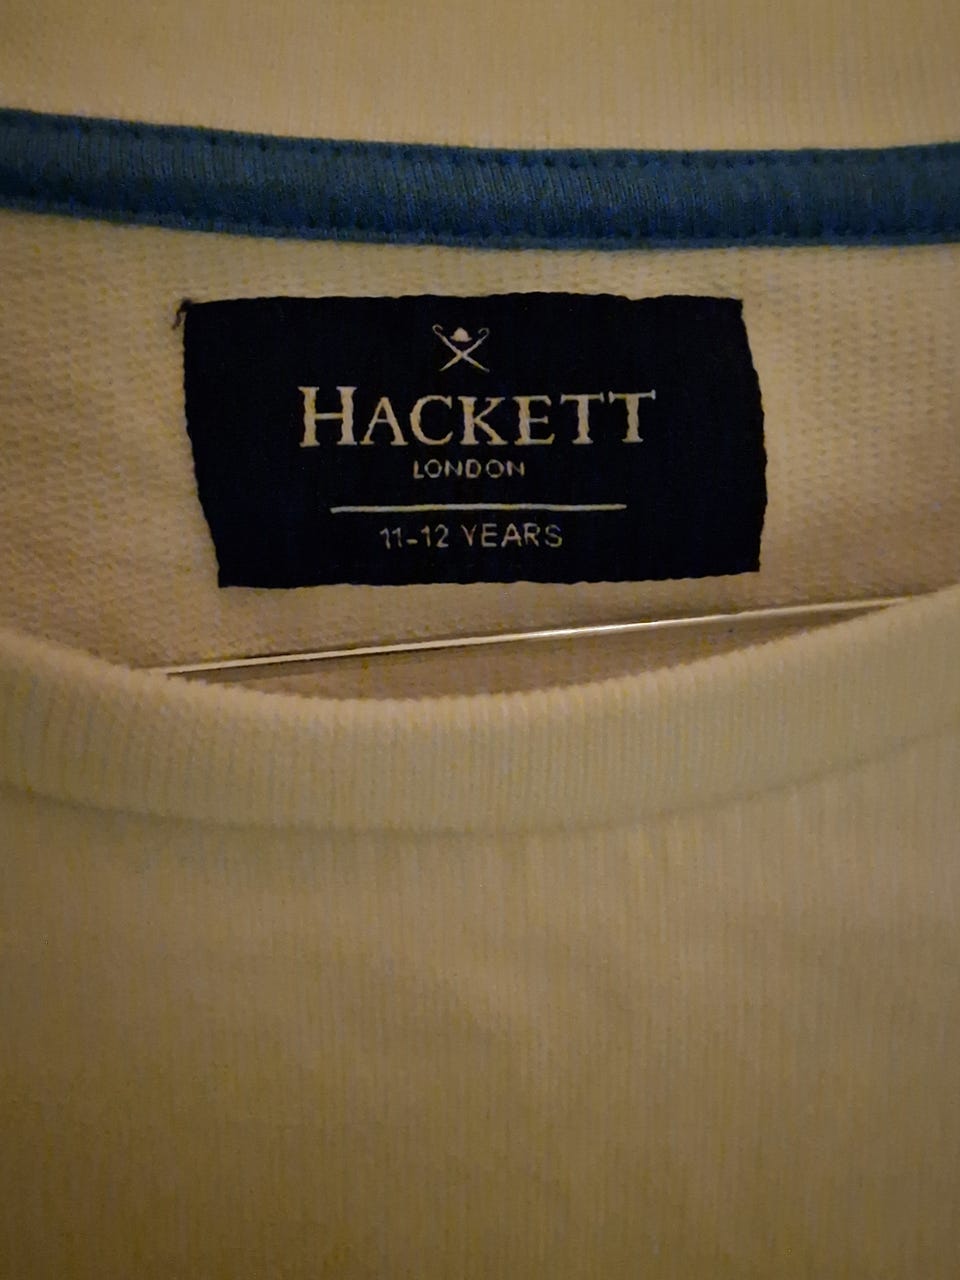 HACKETT
LONDON
11-12 YEARS